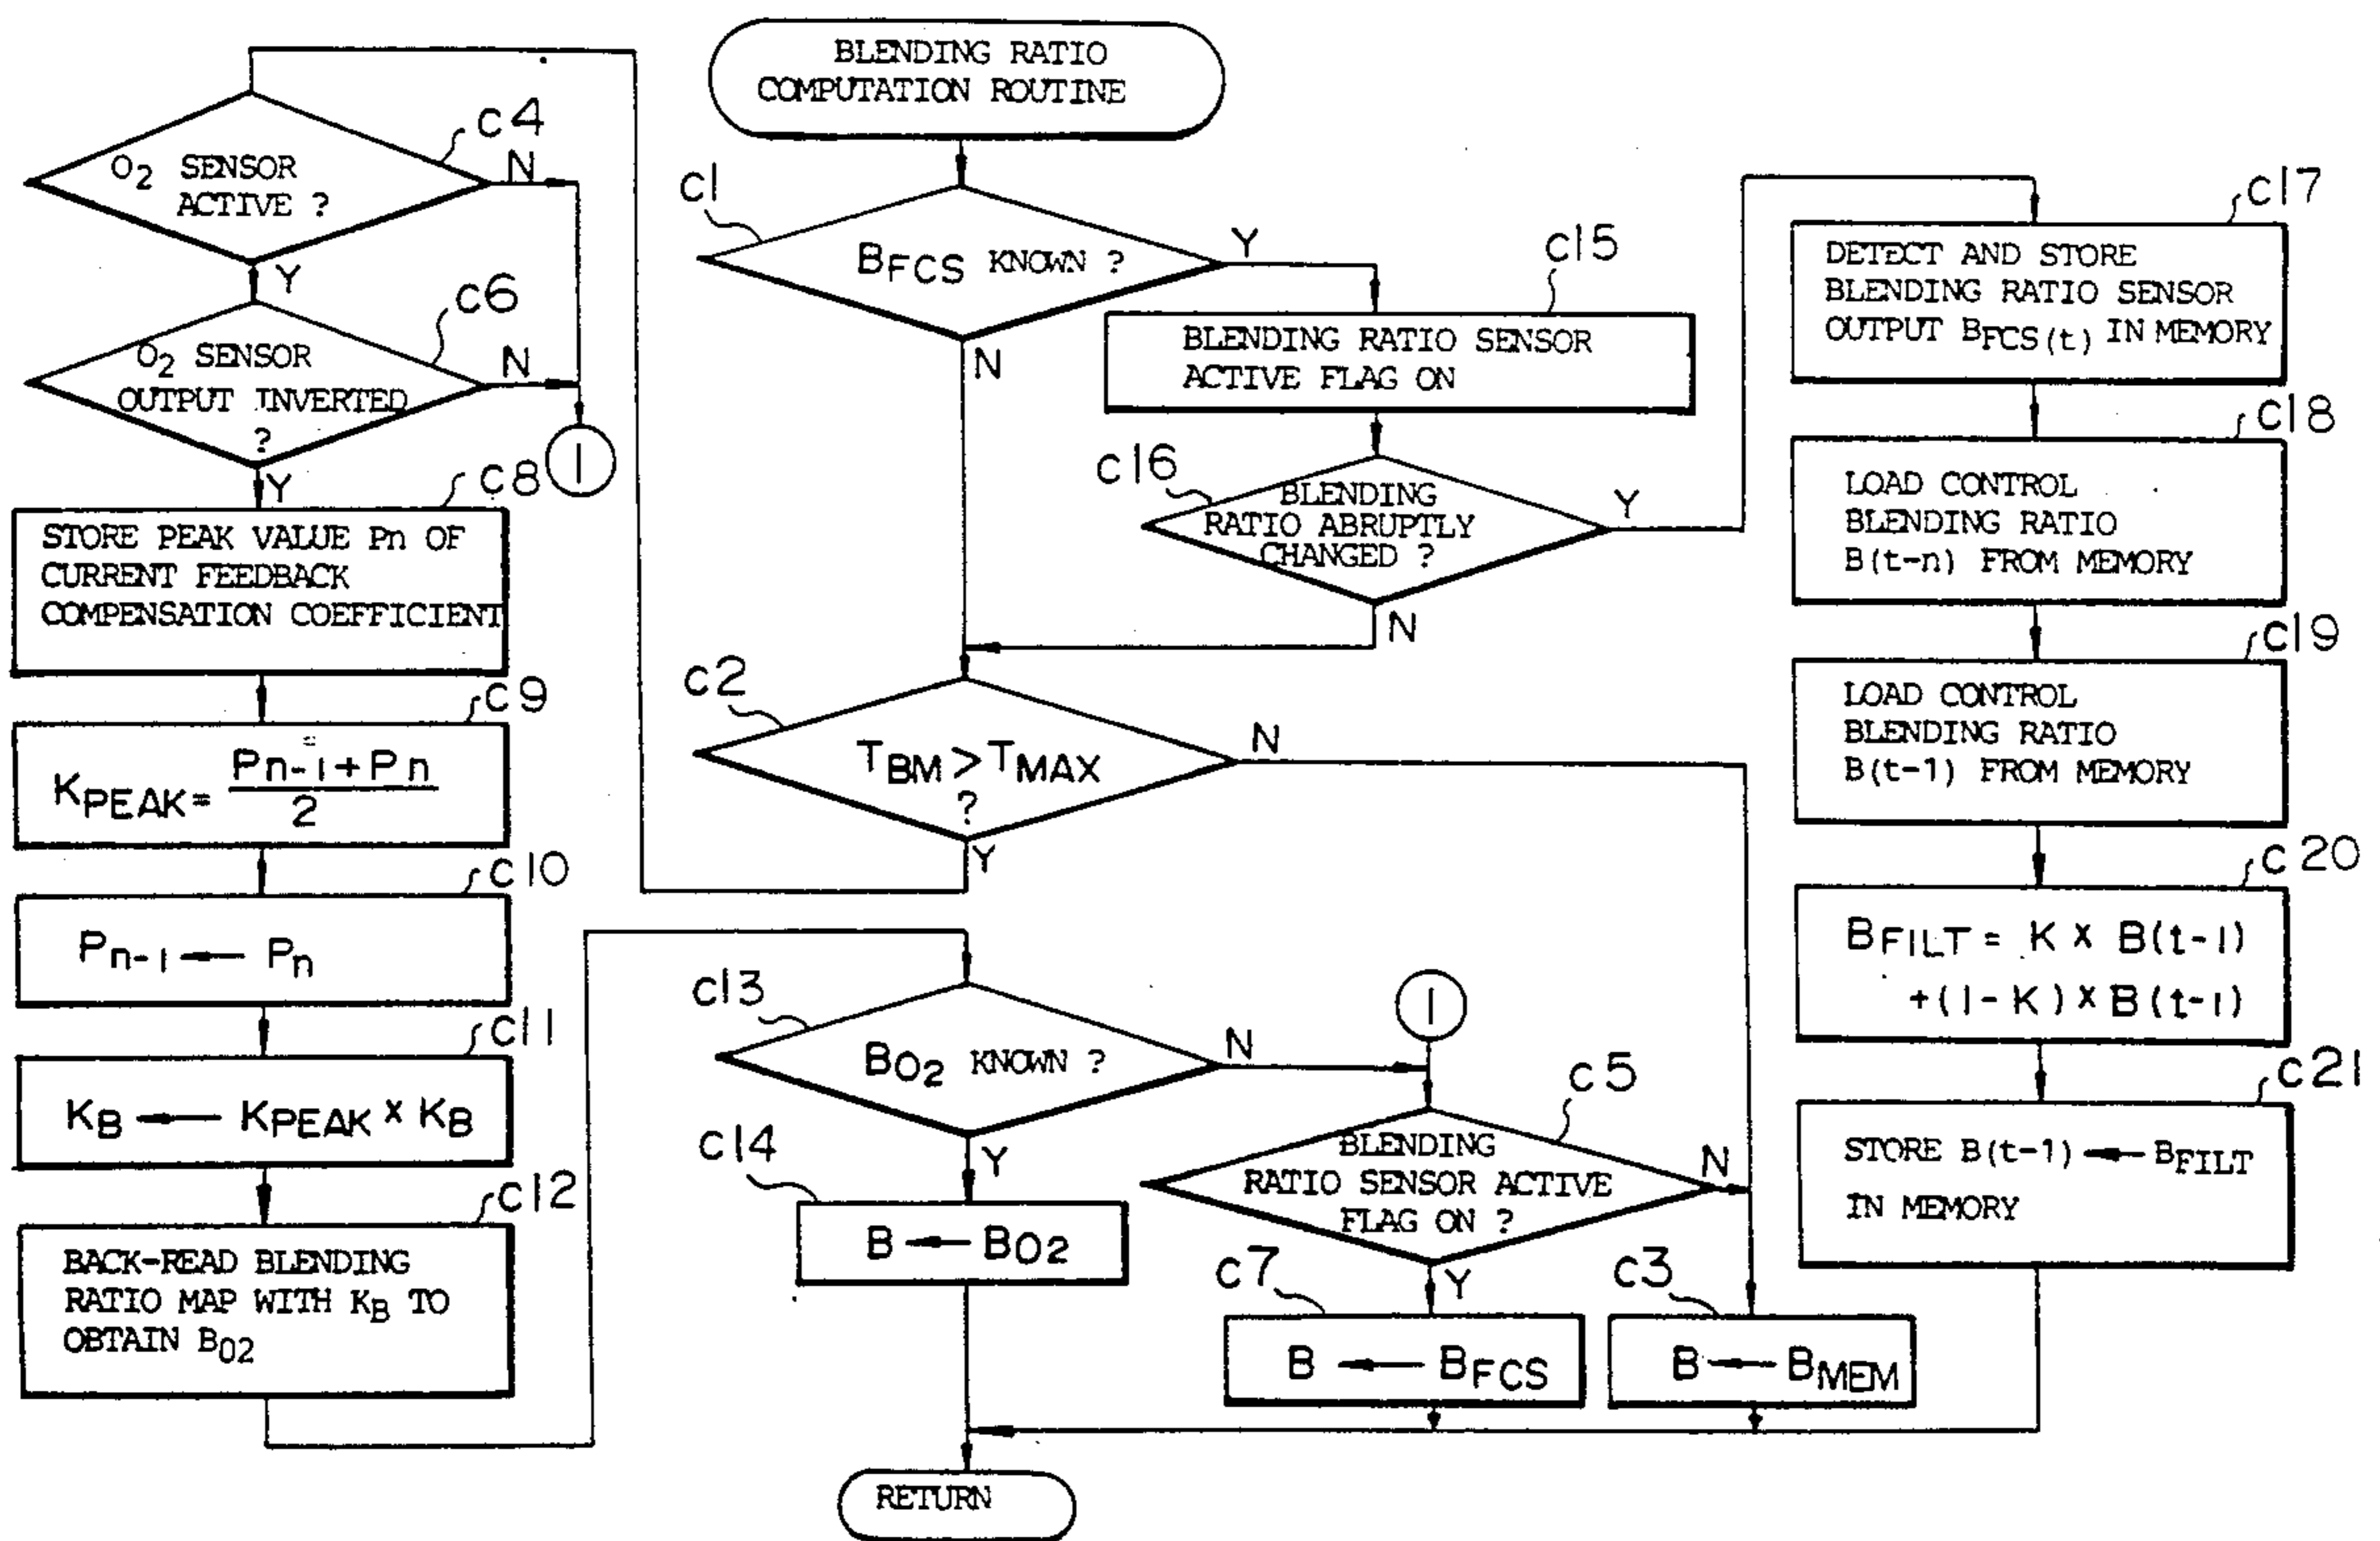 BLENDING RATIO
COMPUTATION ROUTINE
c1
BFCS KNOWN ?
Y
N
c15
BLENDING RATIO SENSOR
ACTIVE FLAG ON
c16
BLENDING
RATIO ABRUPTLY
CHANGED ?
Y
N
c2
TBM > TMAX
?
N
Y
c4
O2 SENSOR
ACTIVE ?
N
Y
c6
O2 SENSOR
OUTPUT INVERTED
?
N
Y
1
c8
STORE PEAK VALUE Pn OF
CURRENT FEEDBACK
COMPENSATION COEFFICIENT
c9
KPEAK = (Pn-1 + Pn) / 2
c10
Pn-1 ← Pn
c11
KB ← KPEAK × KB
c12
BACK-READ BLENDING
RATIO MAP WITH KB TO
OBTAIN BO2
c13
BO2 KNOWN ?
N
Y
c14
B ← BO2
1
c5
BLENDING
RATIO SENSOR ACTIVE
FLAG ON ?
N
Y
c7
B ← BFCS
c3
B ← BMEM
c17
DETECT AND STORE
BLENDING RATIO SENSOR
OUTPUT BFCS(t) IN MEMORY
c18
LOAD CONTROL
BLENDING RATIO
B(t-n) FROM MEMORY
c19
LOAD CONTROL
BLENDING RATIO
B(t-1) FROM MEMORY
c20
BFILT = K × B(t-1)
+(1-K) × B(t-1)
c21
STORE B(t-1) ← BFILT
IN MEMORY
RETURN